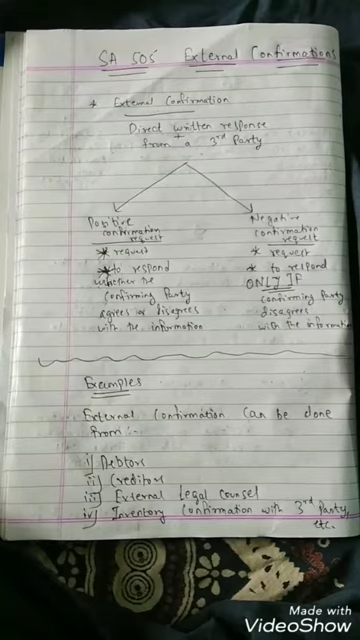 SA 505 External Confirmations
* External Confirmation
Direct written response
from a 3rd Party
Positive
confirmation
request
* request
* to respond
whether the
confirming Party
agrees or disagrees
with the information
Negative
confirmation
request
* request
* to respond
ONLY IF
confirming Party
disagrees
with the informatio
Examples
External Confirmation can be done
from :-
i) Debtors
ii) Creditors
iii) External Legal Counsel
iv) Inventory Confirmation with 3rd Party,
etc.
Made with
VideoShow